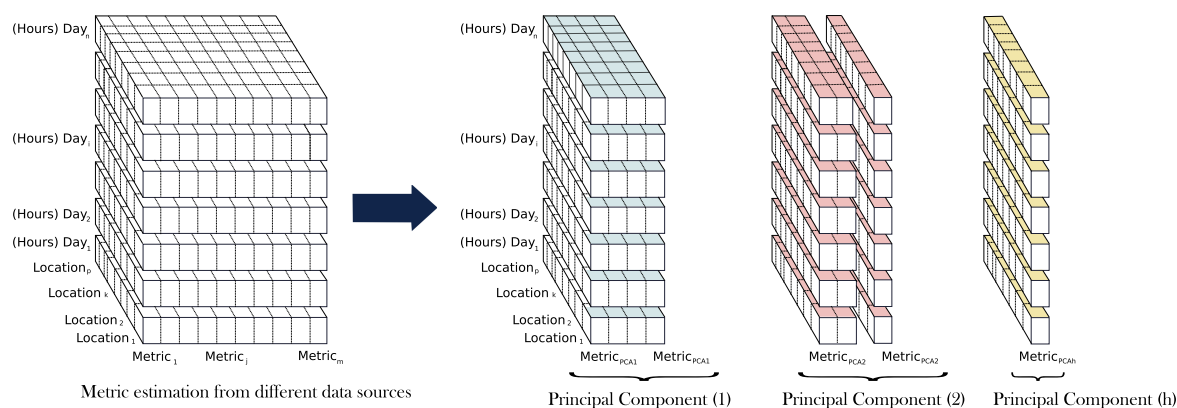 (Hours) Dayn
(Hours) Dayi
(Hours) Day2
(Hours) Day1
Locationp
Location k
Location 2
Location 1
Metric 1 Metric j Metricm
Metric estimation from different data sources
(Hours) Dayn
(Hours) Dayi
(Hours) Day2
(Hours) Day1
Locationp
Location k
Location 2
Location 1
MetricPCA1 MetricPCA1
Principal Component (1)
MetricPCA2 MetricPCA2
Principal Component (2)
MetricPCAh
Principal Component (h)